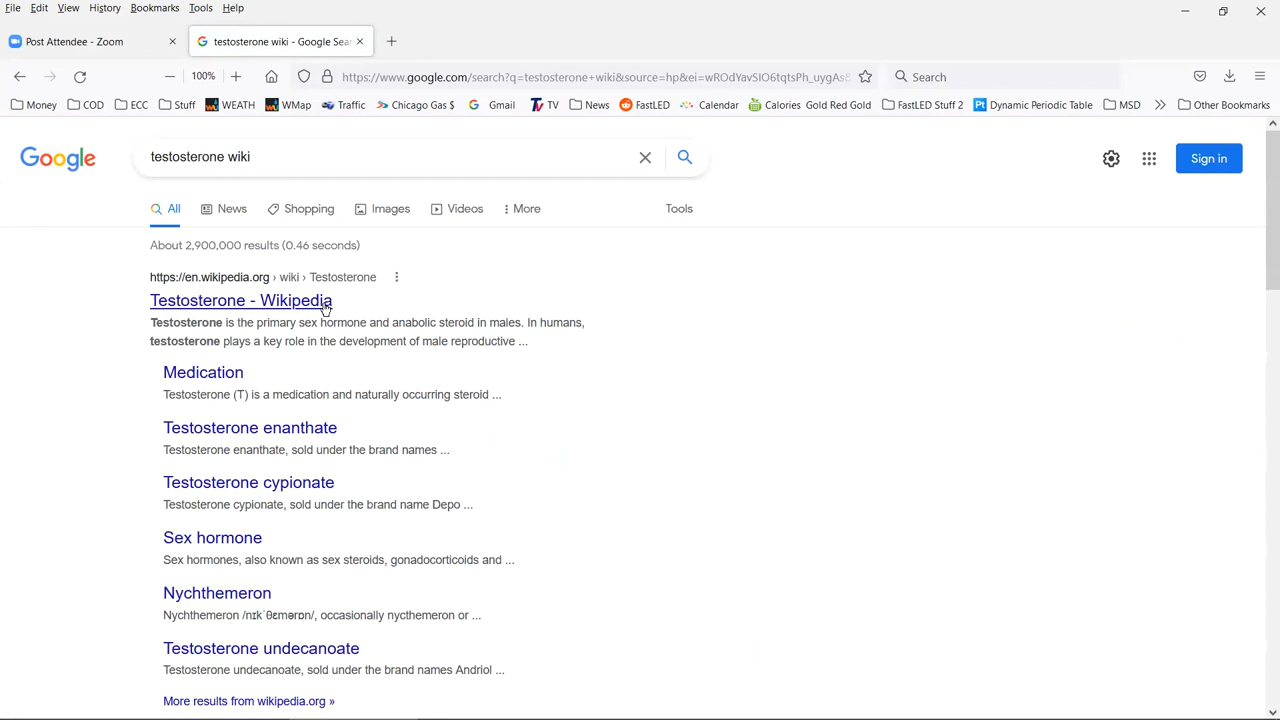 File Edit View History Bookmarks Tools Help
Post Attendee - Zoom
testosterone wiki - Google Sear
100%
https://www.google.com/search?q=testosterone+wiki&source=hp&ei=wROdYavSIO6tqtsPh_uygAs
Search
Money COD ECC Stuff WEATH WMap Traffic Chicago Gas $ Gmail TV News FastLED Calendar Calories Gold Red Gold FastLED Stuff 2 Dynamic Periodic Table MSD Other Bookmarks
Google
testosterone wiki
Sign in
All News Shopping Images Videos More Tools
About 2,900,000 results (0.46 seconds)
https://en.wikipedia.org › wiki › Testosterone
Testosterone - Wikipedia
Testosterone is the primary sex hormone and anabolic steroid in males. In humans,
testosterone plays a key role in the development of male reproductive ...
Medication
Testosterone (T) is a medication and naturally occurring steroid ...
Testosterone enanthate
Testosterone enanthate, sold under the brand names ...
Testosterone cypionate
Testosterone cypionate, sold under the brand name Depo ...
Sex hormone
Sex hormones, also known as sex steroids, gonadocorticoids and ...
Nychthemeron
Nychthemeron /nɪkˈθɛmərɒn/, occasionally nycthemeron or ...
Testosterone undecanoate
Testosterone undecanoate, sold under the brand names Andriol ...
More results from wikipedia.org »